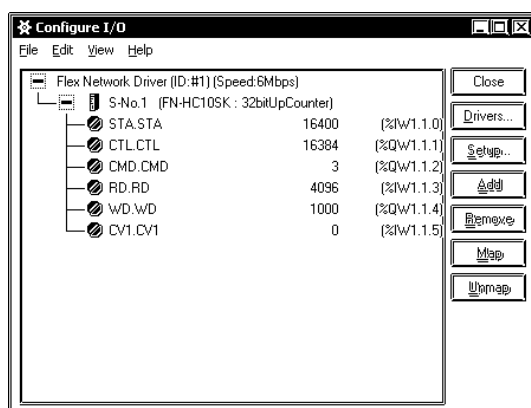 Configure I/O
File Edit View Help
Flex Network Driver (ID:#1) (Speed:6Mbps)
S-No.1 (FN-HC10SK : 32bitUpCounter)
STA.STA 16400 (%IW1.1.0)
CTL.CTL 16384 (%QW1.1.1)
CMD.CMD 3 (%QW1.1.2)
RD.RD 4096 (%IW1.1.3)
WD.WD 1000 (%QW1.1.4)
CV1.CV1 0 (%IW1.1.5)
Close
Drivers...
Setup...
Add
Remove
Map
Unmap